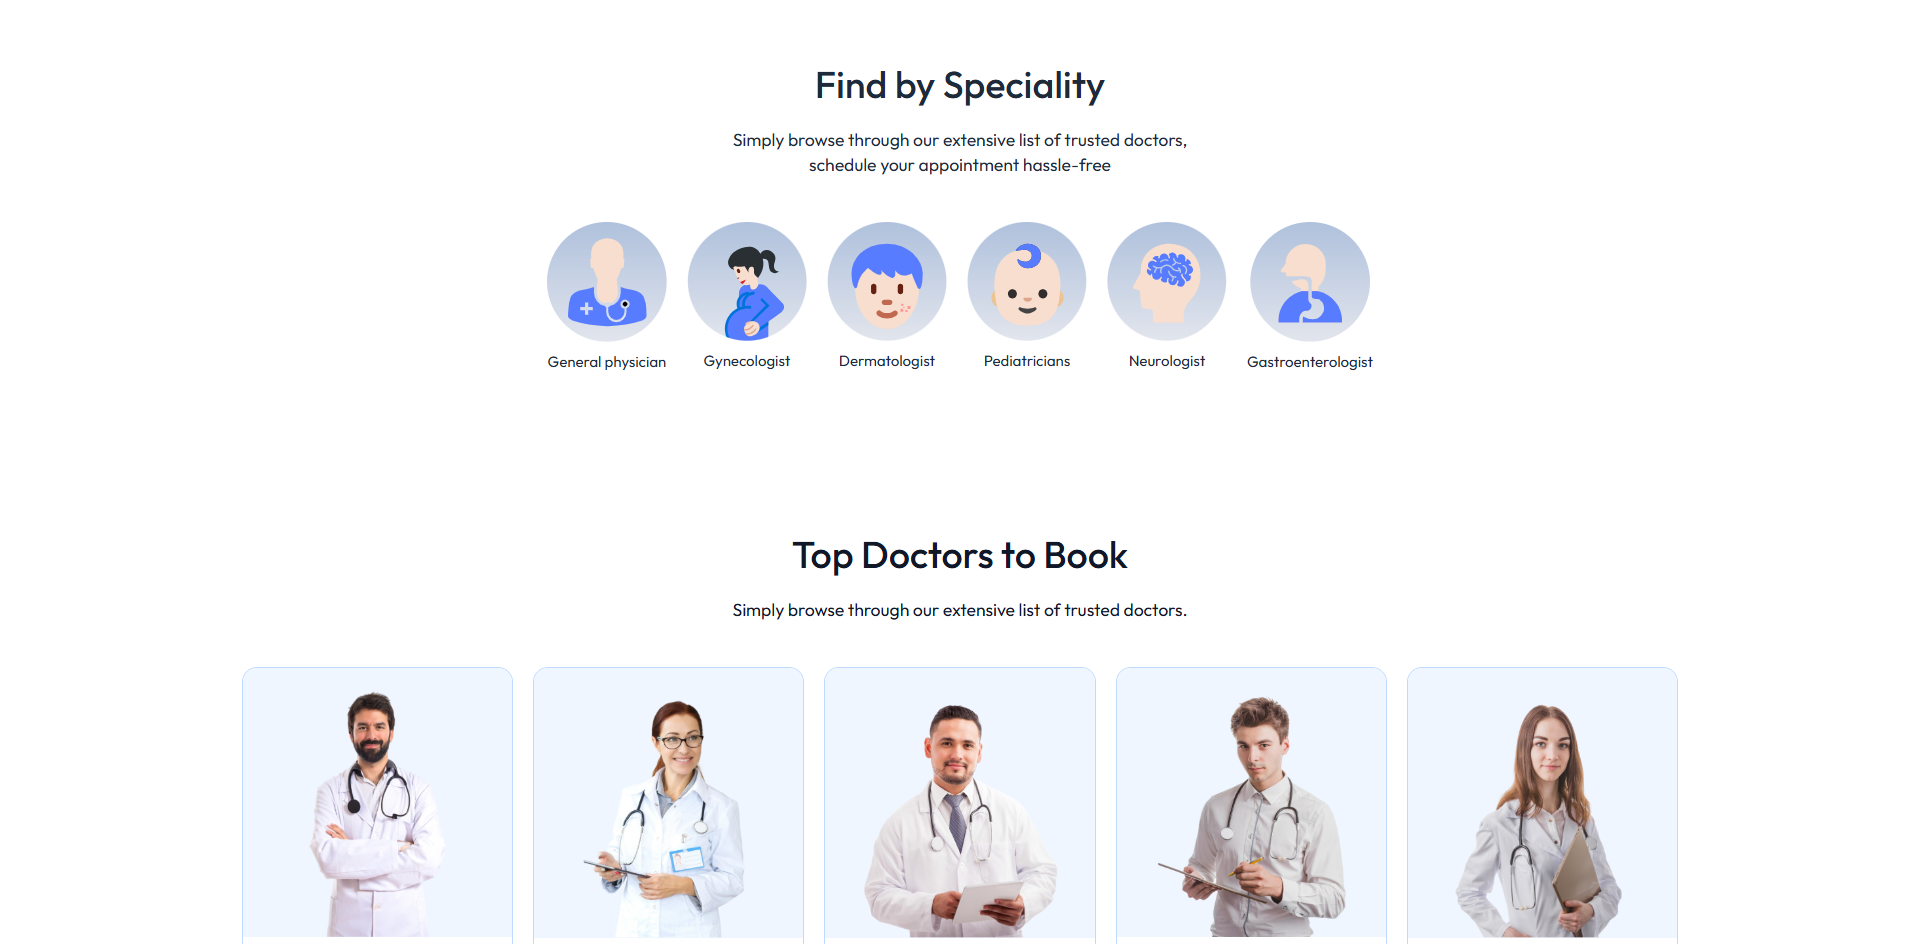 Find by Speciality
Simply browse through our extensive list of trusted doctors,
schedule your appointment hassle-free
General physician
Gynecologist
Dermatologist
Pediatricians
Neurologist
Gastroenterologist
Top Doctors to Book
Simply browse through our extensive list of trusted doctors.